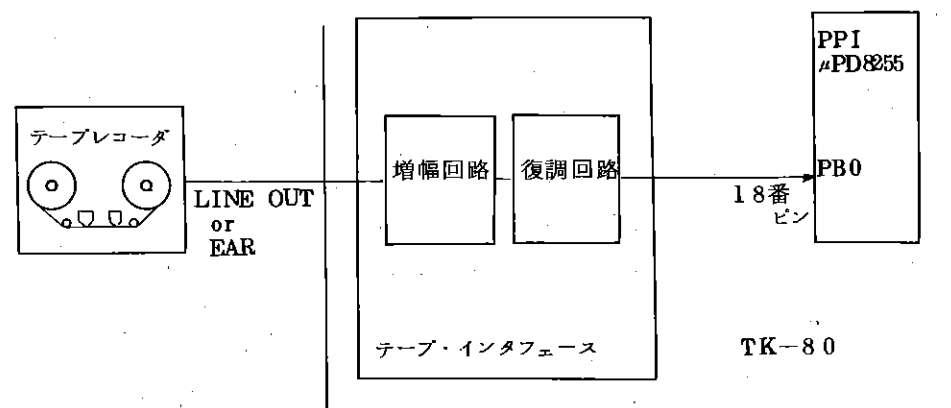 テープレコーダ
LINE OUT
or
EAR
増幅回路
復調回路
テープ・インタフェース
18番
ピン
PPI
μPD8255
PB0
TK-80